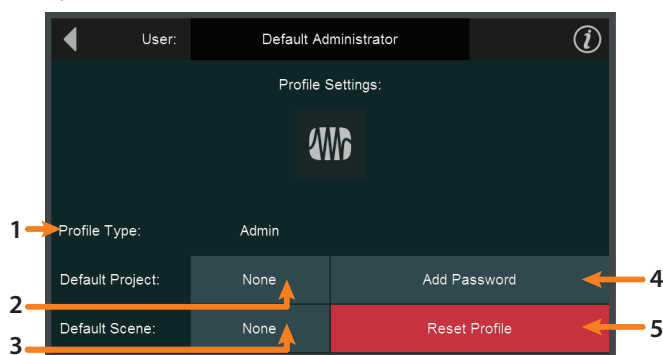 User: Default Administrator i
Profile Settings:
1 Profile Type: Admin
Default Project: None Add Password 4
2
Default Scene: None Reset Profile 5
3